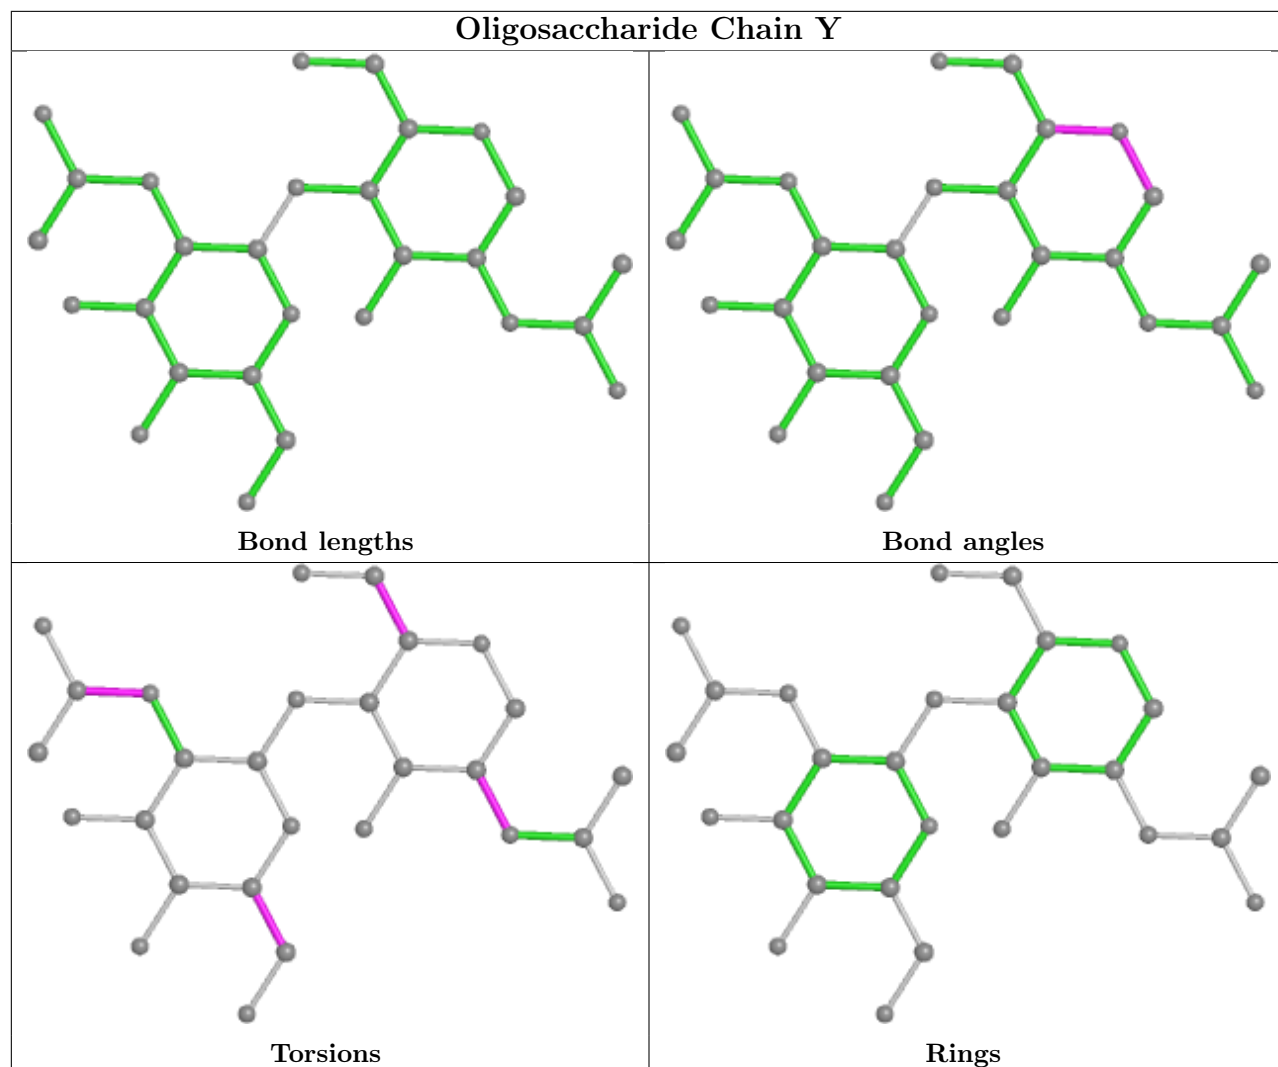 Oligosaccharide Chain Y
Bond lengths
Bond angles
Torsions
Rings